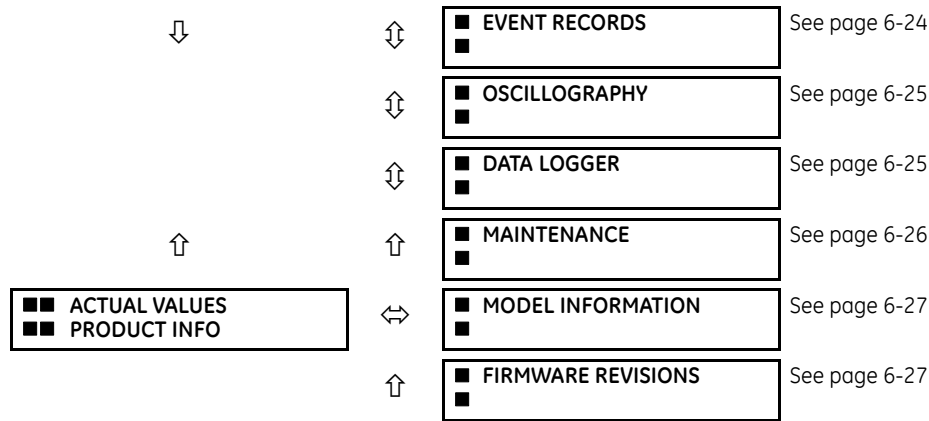 ■ EVENT RECORDS See page 6-24
■
■ OSCILLOGRAPHY See page 6-25
■
■ DATA LOGGER See page 6-25
■
■ MAINTENANCE See page 6-26
■
■■ ACTUAL VALUES ■ MODEL INFORMATION See page 6-27
■■ PRODUCT INFO ■
■ FIRMWARE REVISIONS See page 6-27
■